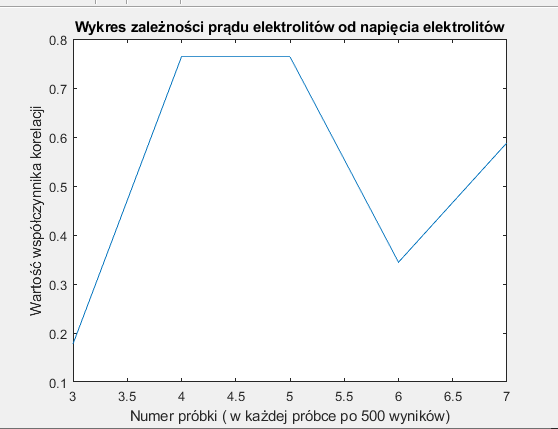 Wykres zależności prądu elektrolitów od napięcia elektrolitów
0.8
0.7
0.6
0.5
0.4
0.3
0.2
0.1
Wartość współczynnika korelacji
3 3.5 4 4.5 5 5.5 6 6.5 7
Numer próbki ( w każdej próbce po 500 wyników)